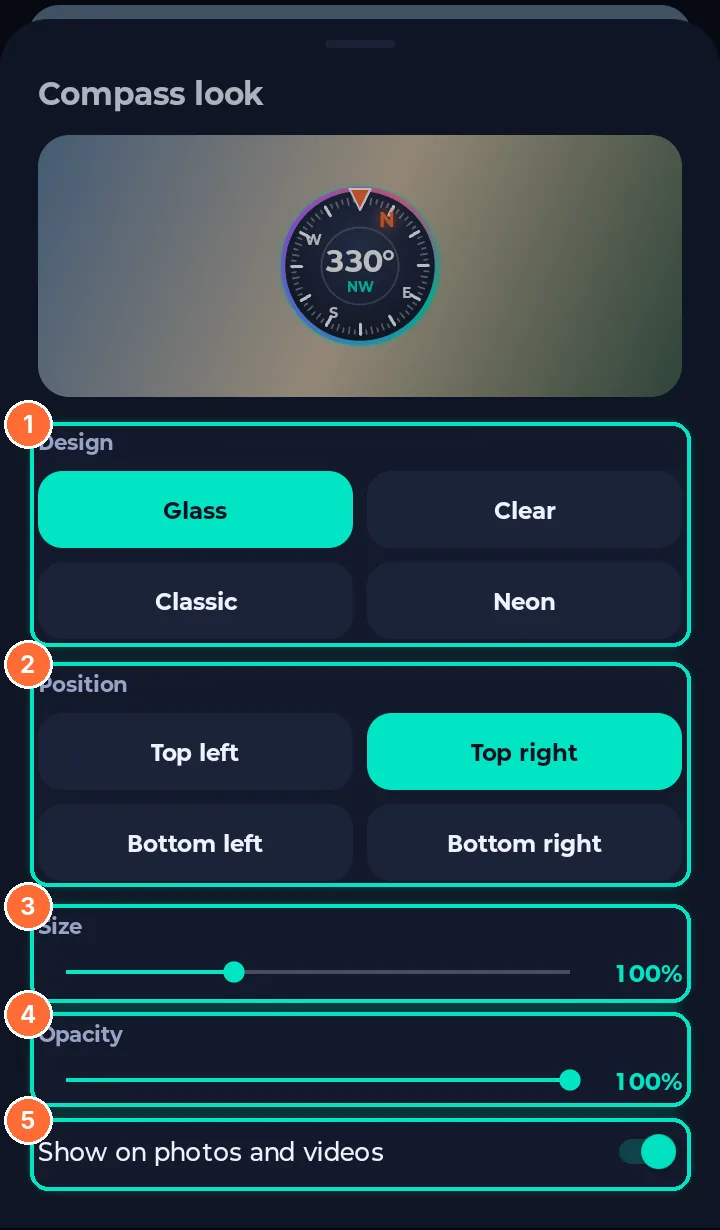 Compass look
N
W
330°
NW
E
S
1
Design
Glass
Clear
Classic
Neon
2
Position
Top left
Top right
Bottom left
Bottom right
3
Size
100%
4
Opacity
100%
5
Show on photos and videos